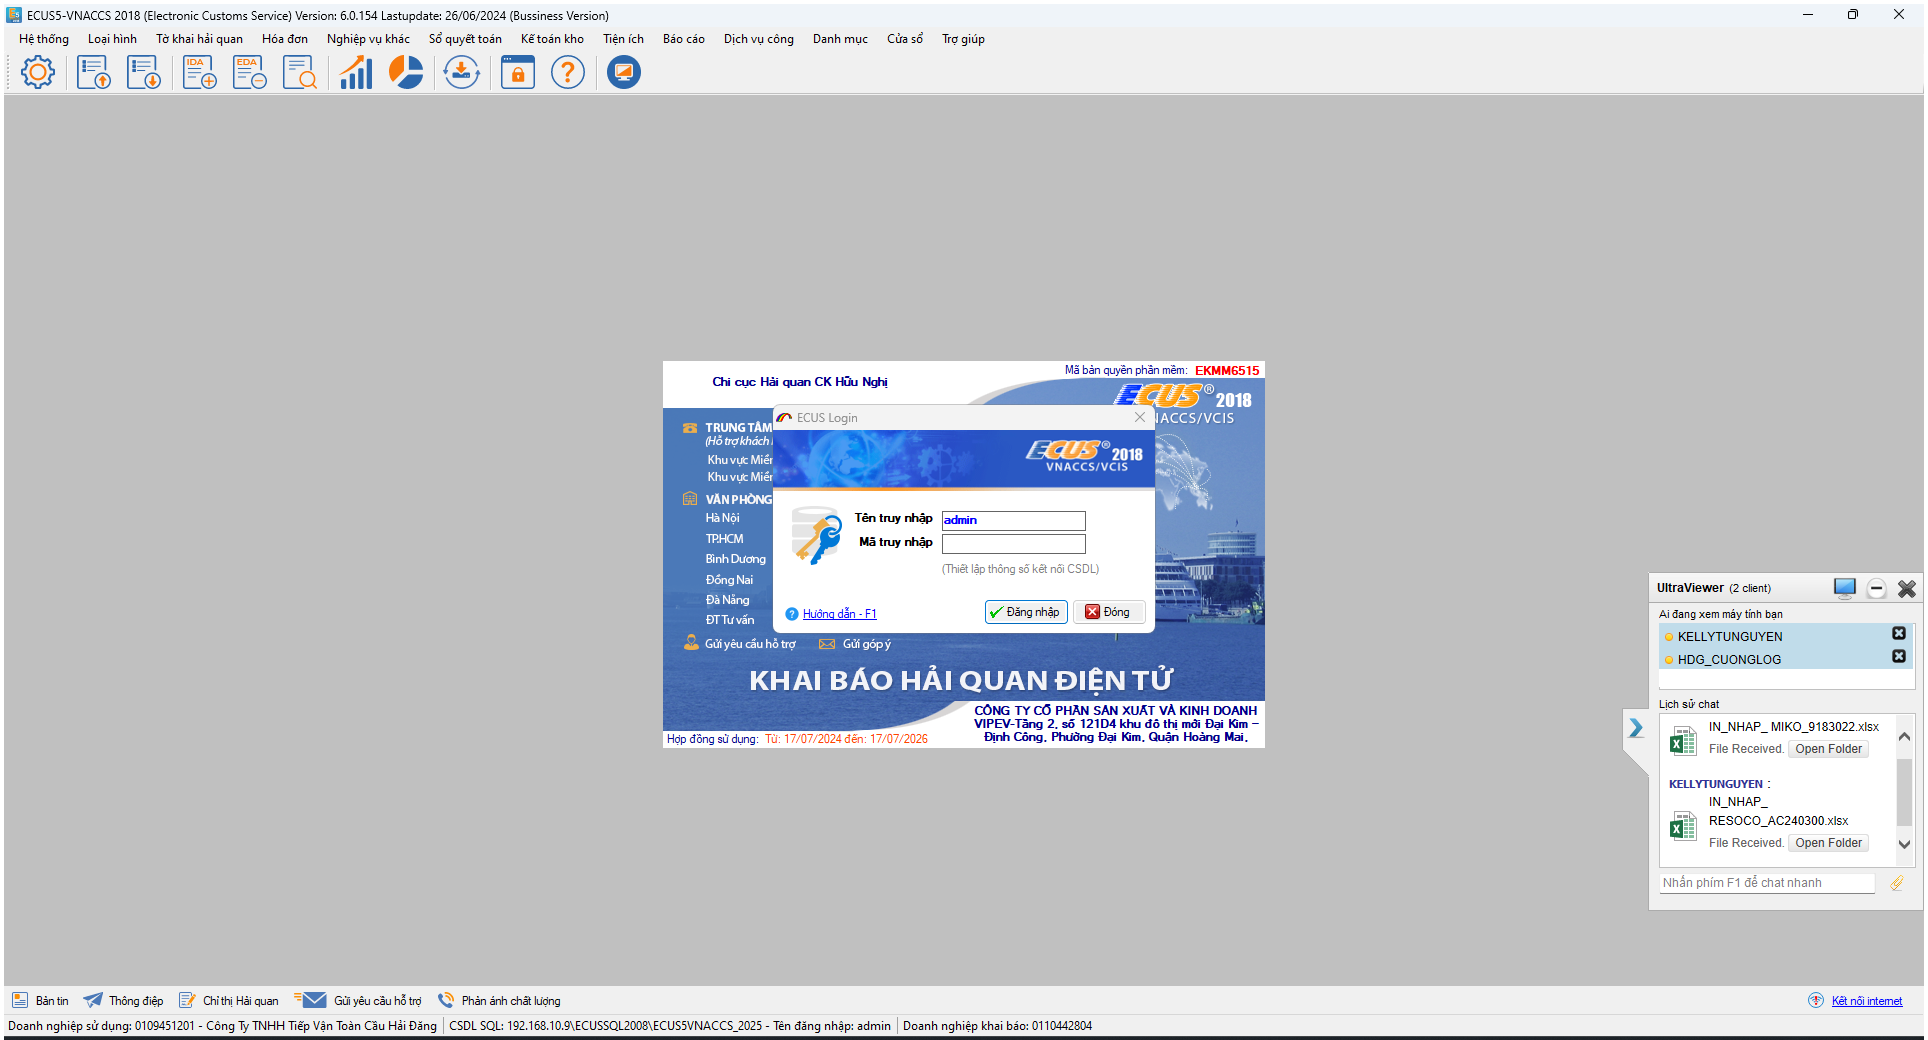 ECUS5-VNACCS 2018 (Electronic Customs Service) Version: 6.0.154 Lastupdate: 26/06/2024 (Bussiness Version)
Hệ thống Loại hình Tờ khai hải quan Hóa đơn Nghiệp vụ khác Sổ quyết toán Kế toán kho Tiện ích Báo cáo Dịch vụ công Danh mục Cửa sổ Trợ giúp
IDA EDA
Mã bản quyền phần mềm: EKMM6515
Chi cục Hải quan CK Hữu Nghị
ECUS® 2018
NACCS/VCIS
ECUS Login
ECUS® 2018
VNACCS/VCIS
TRUNG TÂM
(Hỗ trợ khách
Khu vực Miền
Khu vực Miền
VĂN PHÒNG
Hà Nội
TP.HCM
Bình Dương
Đồng Nai
Đà Nẵng
ĐT Tư vấn
Tên truy nhập admin
Mã truy nhập
(Thiết lập thông số kết nối CSDL)
Hướng dẫn - F1 Đăng nhập Đóng
Gửi yêu cầu hỗ trợ Gửi góp ý
KHAI BÁO HẢI QUAN ĐIỆN TỬ
CÔNG TY CỔ PHẦN SẢN XUẤT VÀ KINH DOANH
VIPEV-Tầng 2, số 121D4 khu đô thị mới Đại Kim –
Định Công, Phường Đại Kim, Quận Hoàng Mai,
Hợp đồng sử dụng: Từ: 17/07/2024 đến: 17/07/2026
UltraViewer (2 client)
Ai đang xem máy tính bạn
KELLYTUNGUYEN
HDG_CUONGLOG
Lịch sử chat
IN_NHAP_ MIKO_9183022.xlsx
File Received. Open Folder
KELLYTUNGUYEN :
IN_NHAP_
RESOCO_AC240300.xlsx
File Received. Open Folder
Nhấn phím F1 để chat nhanh
Bản tin Thông điệp Chỉ thị Hải quan Gửi yêu cầu hỗ trợ Phản ánh chất lượng Kết nối internet
Doanh nghiệp sử dụng: 0109451201 - Công Ty TNHH Tiếp Vận Toàn Cầu Hải Đăng CSDL SQL: 192.168.10.9\ECUSSQL2008\ECUS5VNACCS_2025 - Tên đăng nhập: admin Doanh nghiệp khai báo: 0110442804